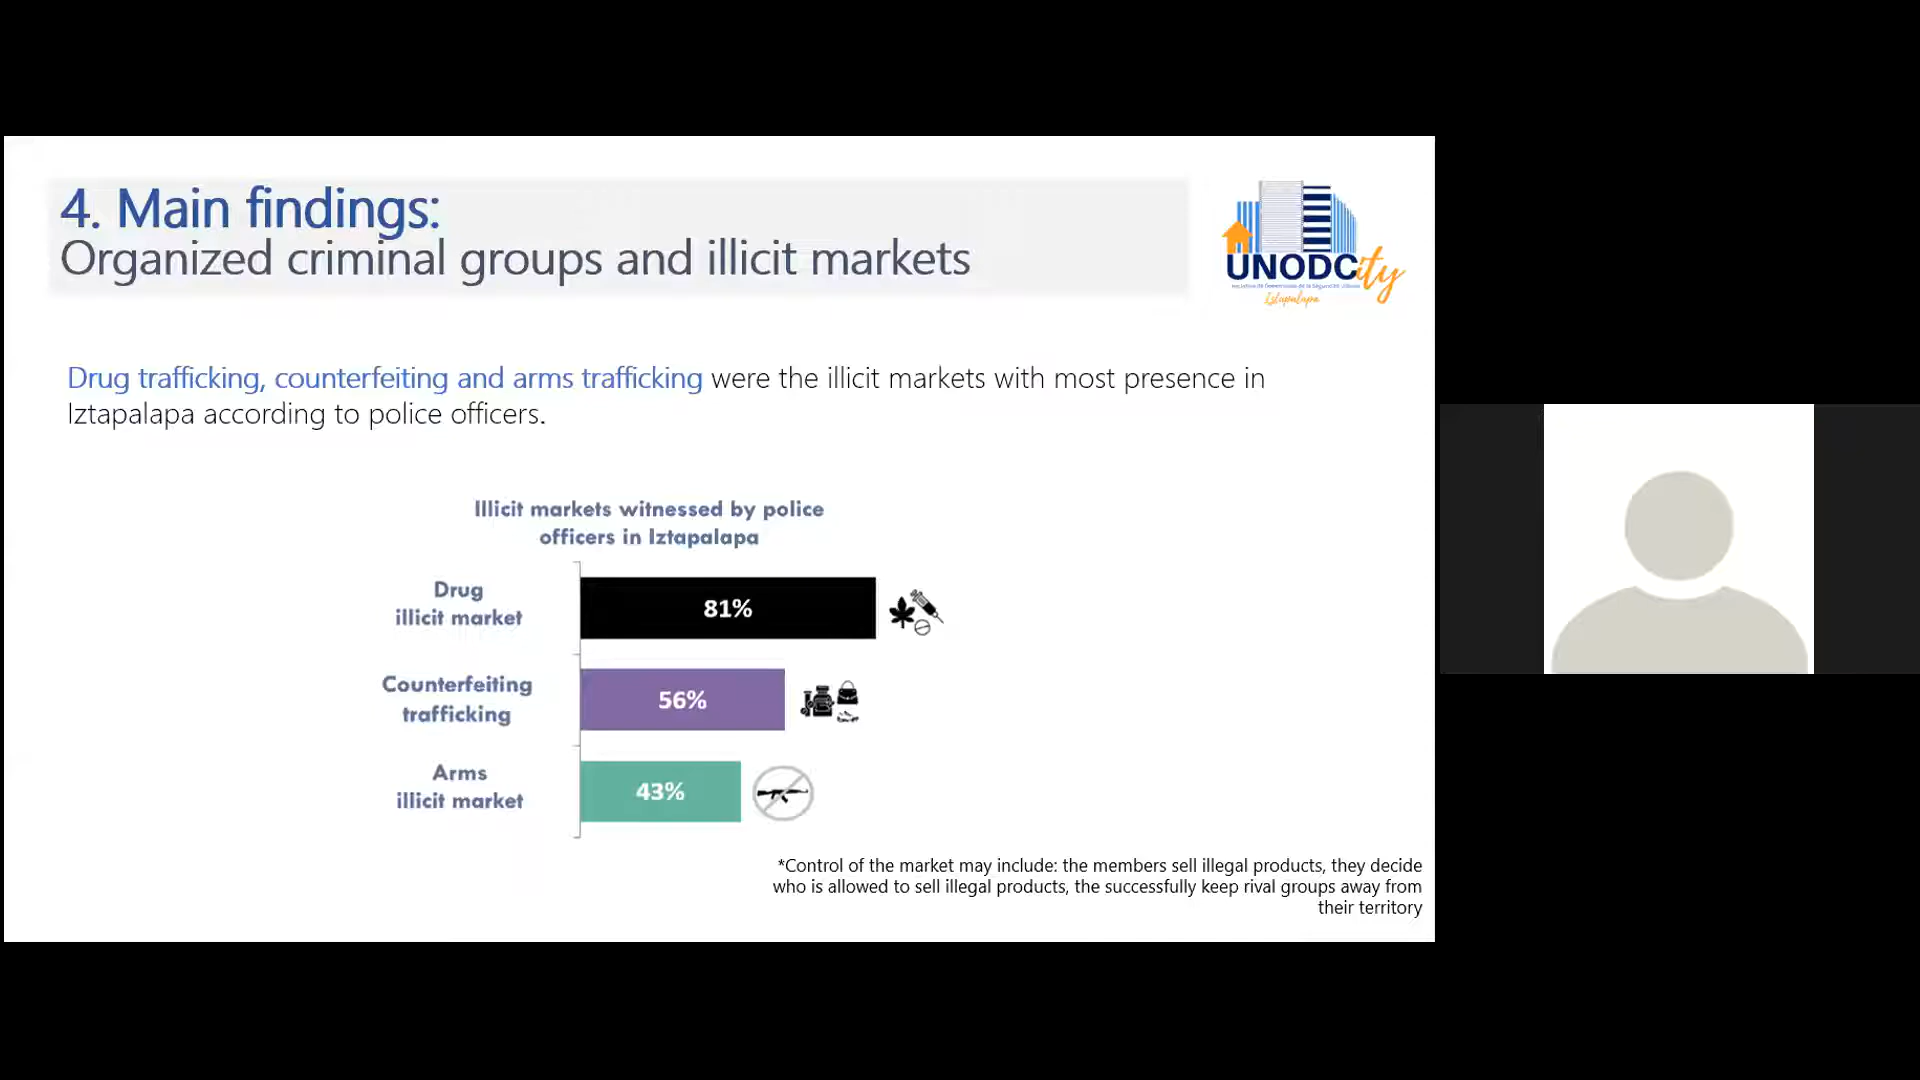 4. Main findings:
Organized criminal groups and illicit markets
UNODCity
Iztapalapa
Drug trafficking, counterfeiting and arms trafficking were the illicit markets with most presence in
Iztapalapa according to police officers.
Illicit markets witnessed by police
officers in Iztapalapa
Drug
illicit market
81%
Counterfeiting
trafficking
56%
Arms
illicit market
43%
*Control of the market may include: the members sell illegal products, they decide
who is allowed to sell illegal products, the successfully keep rival groups away from
their territory